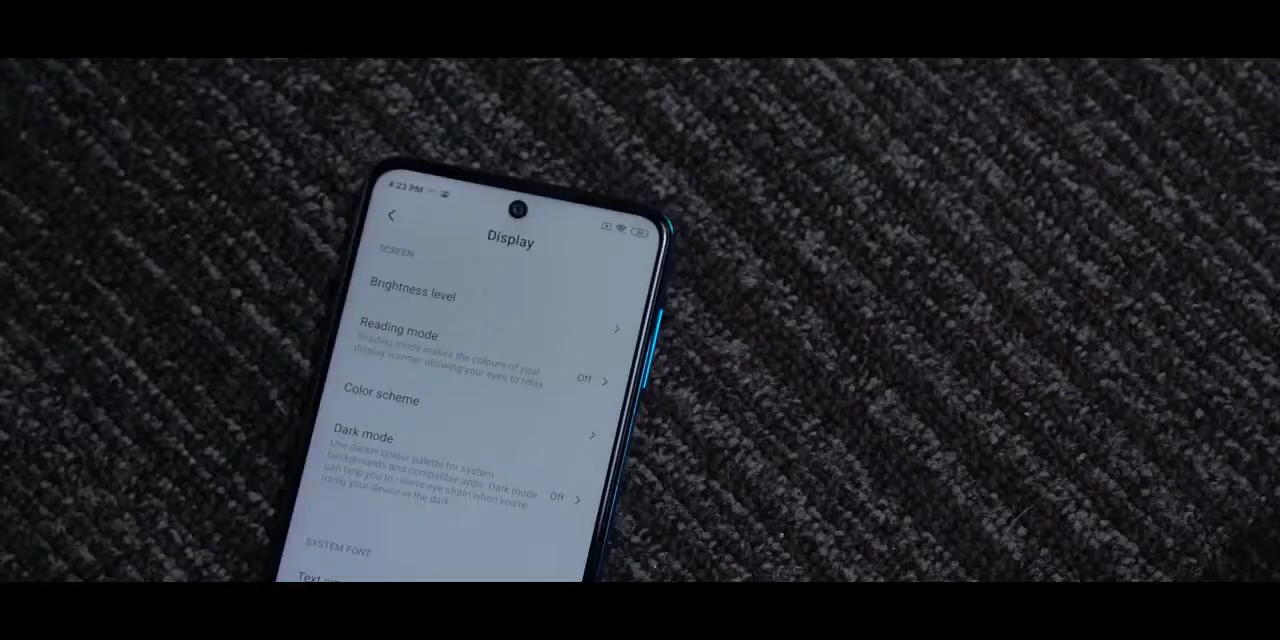 4:23 PM
Display
SCREEN
Brightness level
Reading mode
Reading mode makes the colours of your
display warmer allowing your eyes to relax
Off
Color scheme
Dark mode
Use darker colour palette for system
backgrounds and compatible apps. Dark mode
can help you to relieve eye strain when you're
using your device in the dark
Off
SYSTEM FONT
Text